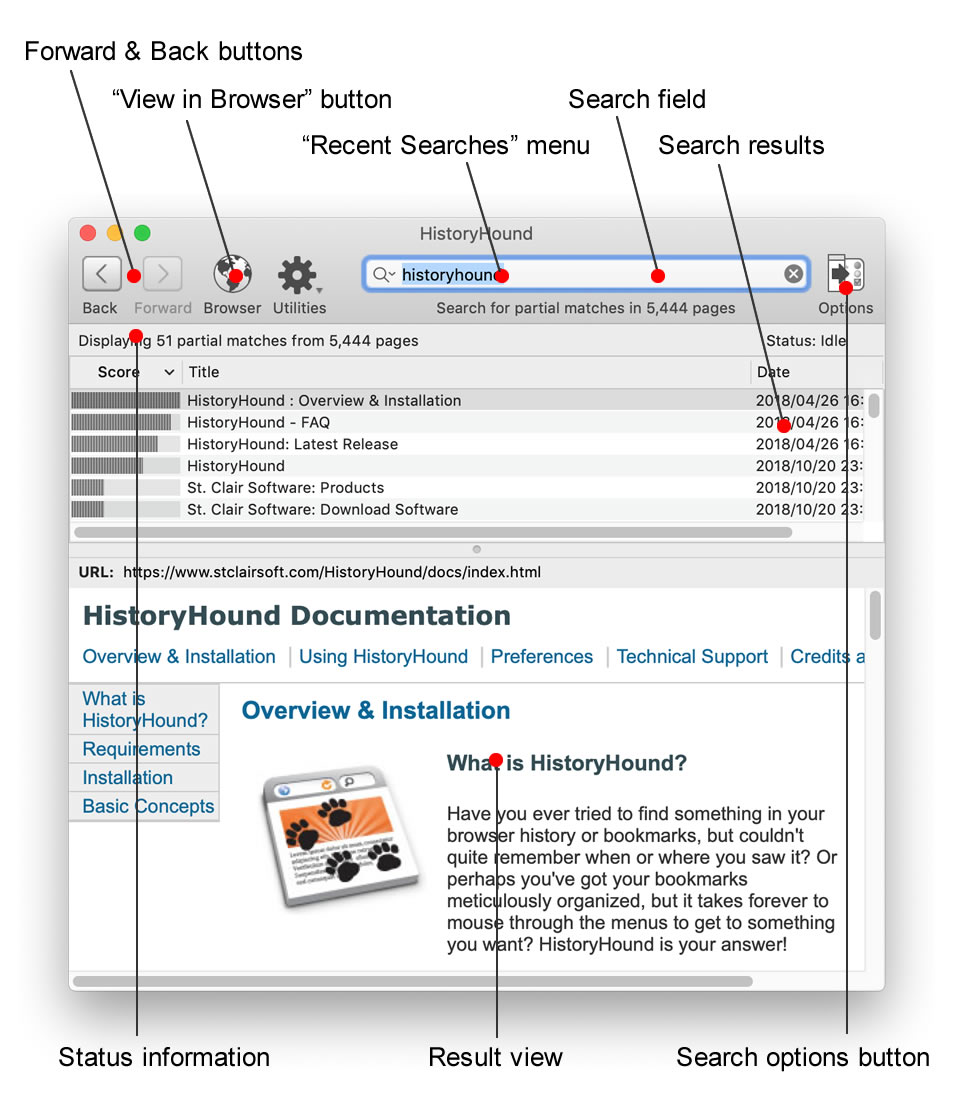 Forward & Back buttons
“View in Browser” button
Search field
“Recent Searches” menu
Search results
HistoryHound
historyhound
Back
Forward
Browser
Utilities
Search for partial matches in 5,444 pages
Options
Displaying 51 partial matches from 5,444 pages
Status: Idle
Score
Title
Date
HistoryHound : Overview & Installation 2018/04/26 16:
HistoryHound - FAQ 2018/04/26 16:
HistoryHound: Latest Release 2018/04/26 16:
HistoryHound 2018/10/20 23:
St. Clair Software: Products 2018/10/20 23:
St. Clair Software: Download Software 2018/10/20 23:
URL: https://www.stclairsoft.com/HistoryHound/docs/index.html
HistoryHound Documentation
Overview & Installation | Using HistoryHound | Preferences | Technical Support | Credits a
What is
HistoryHound?
Requirements
Installation
Basic Concepts
Overview & Installation
What is HistoryHound?
Have you ever tried to find something in your
browser history or bookmarks, but couldn't
quite remember when or where you saw it? Or
perhaps you've got your bookmarks
meticulously organized, but it takes forever to
mouse through the menus to get to something
you want? HistoryHound is your answer!
Status information
Result view
Search options button